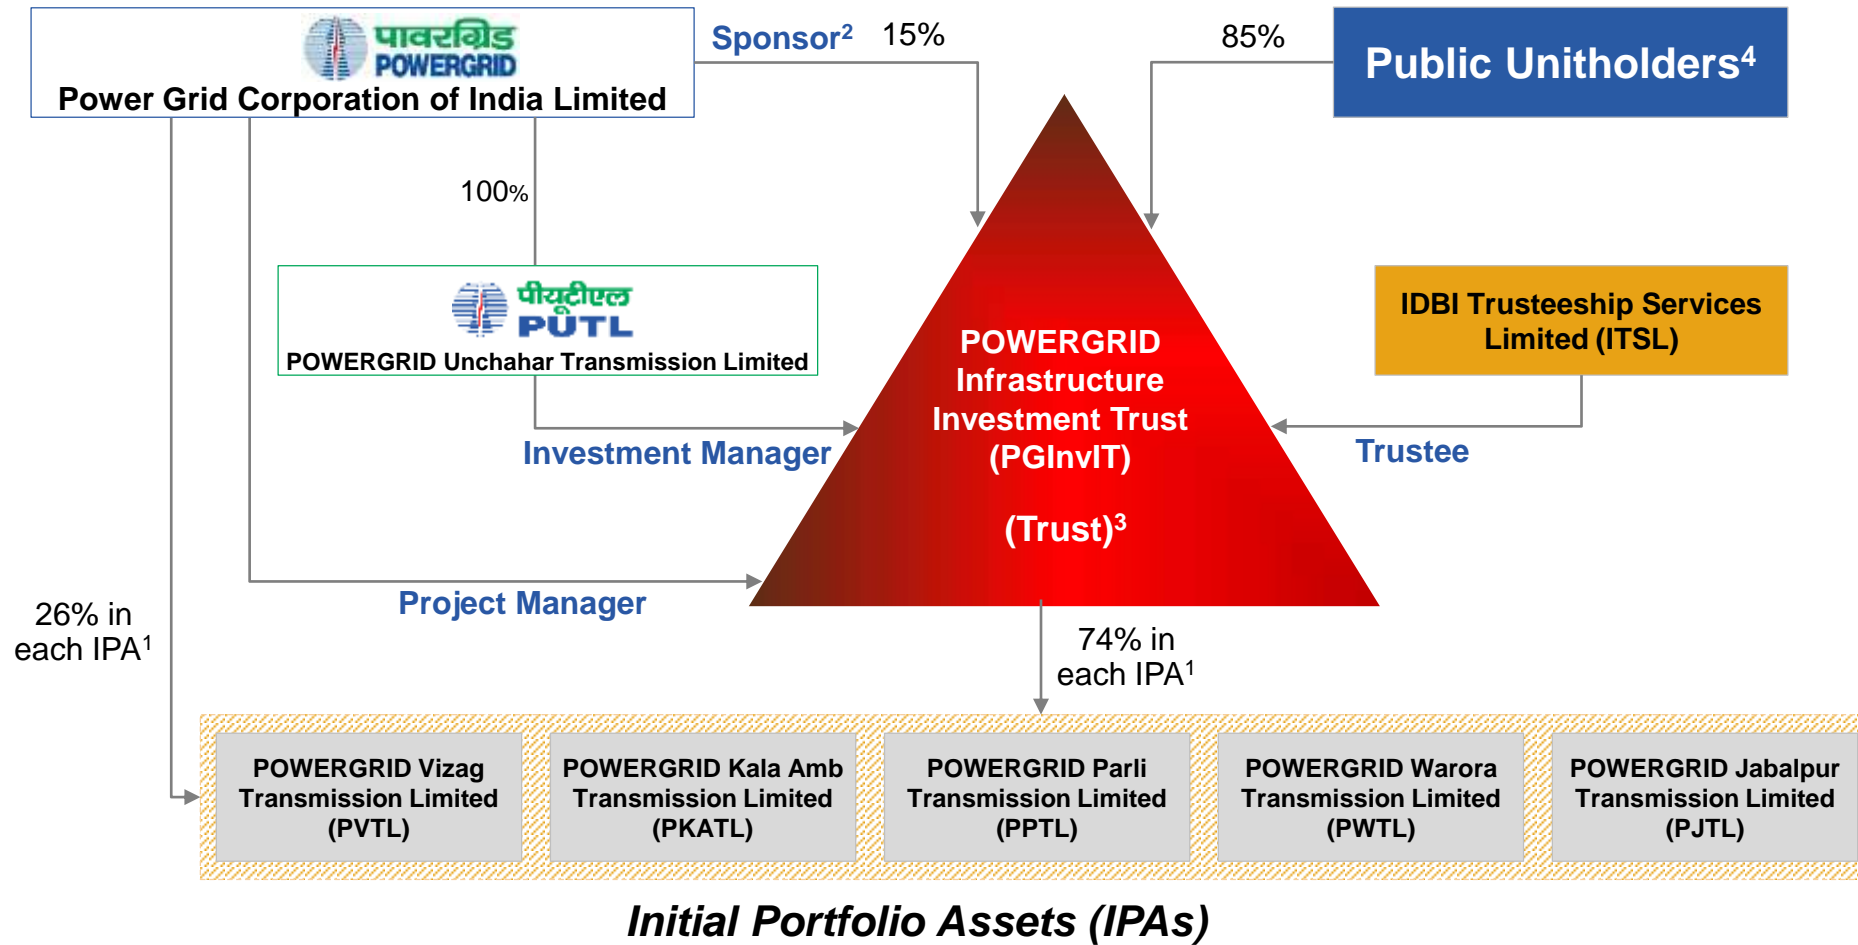 पावरग्रिड
POWERGRID
Power Grid Corporation of India Limited
Sponsor²
15%
85%
Public Unitholders⁴
100%
पीयूटीएल
PUTL
POWERGRID Unchahar Transmission Limited
IDBI Trusteeship Services
Limited (ITSL)
POWERGRID
Infrastructure
Investment Trust
(PGInvIT)
(Trust)³
Investment Manager
Trustee
Project Manager
26% in
each IPA¹
74% in
each IPA¹
POWERGRID Vizag
Transmission Limited
(PVTL)
POWERGRID Kala Amb
Transmission Limited
(PKATL)
POWERGRID Parli
Transmission Limited
(PPTL)
POWERGRID Warora
Transmission Limited
(PWTL)
POWERGRID Jabalpur
Transmission Limited
(PJTL)
Initial Portfolio Assets (IPAs)